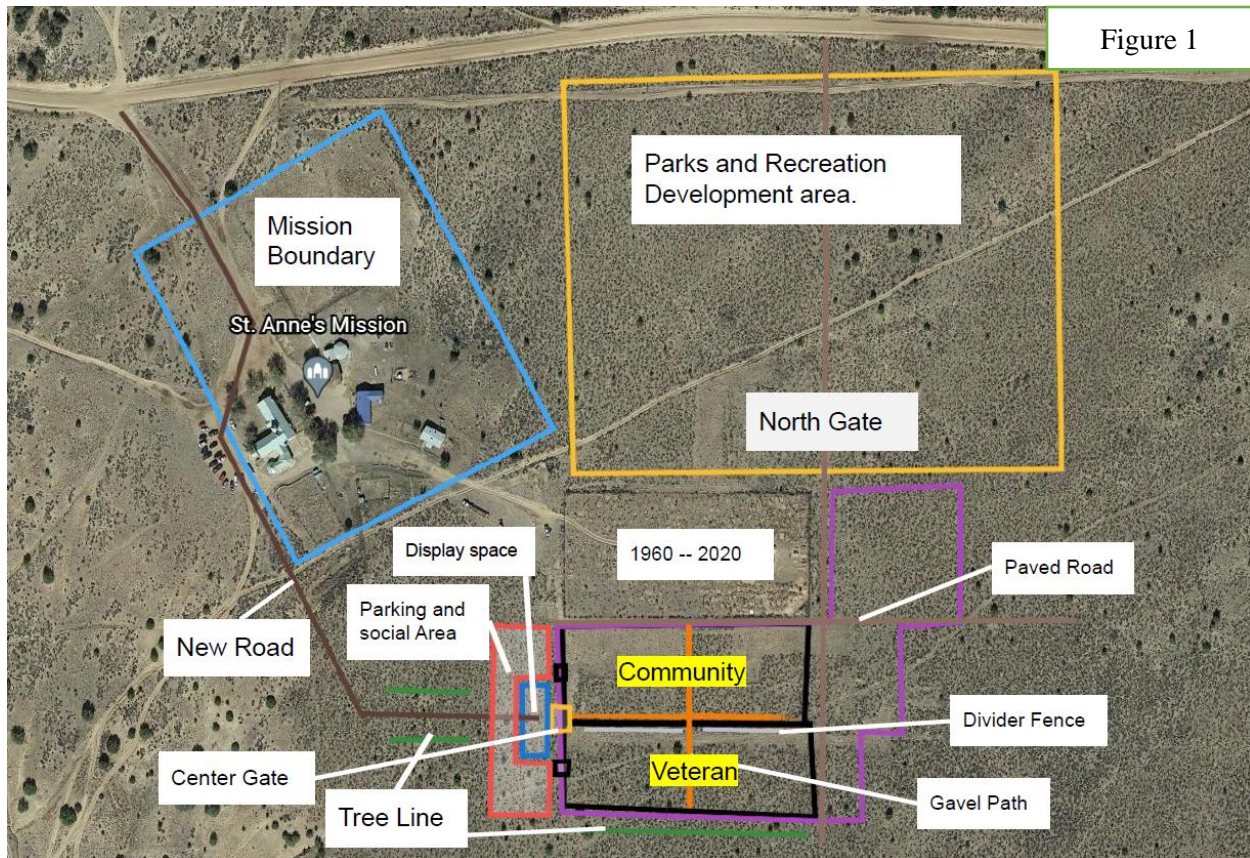 Figure 1
Parks and Recreation
Development area.
Mission
Boundary
St. Anne's Mission
North Gate
Display space
1960 -- 2020
Paved Road
Parking and
social Area
New Road
Community
Divider Fence
Center Gate
Veteran
Tree Line
Gavel Path